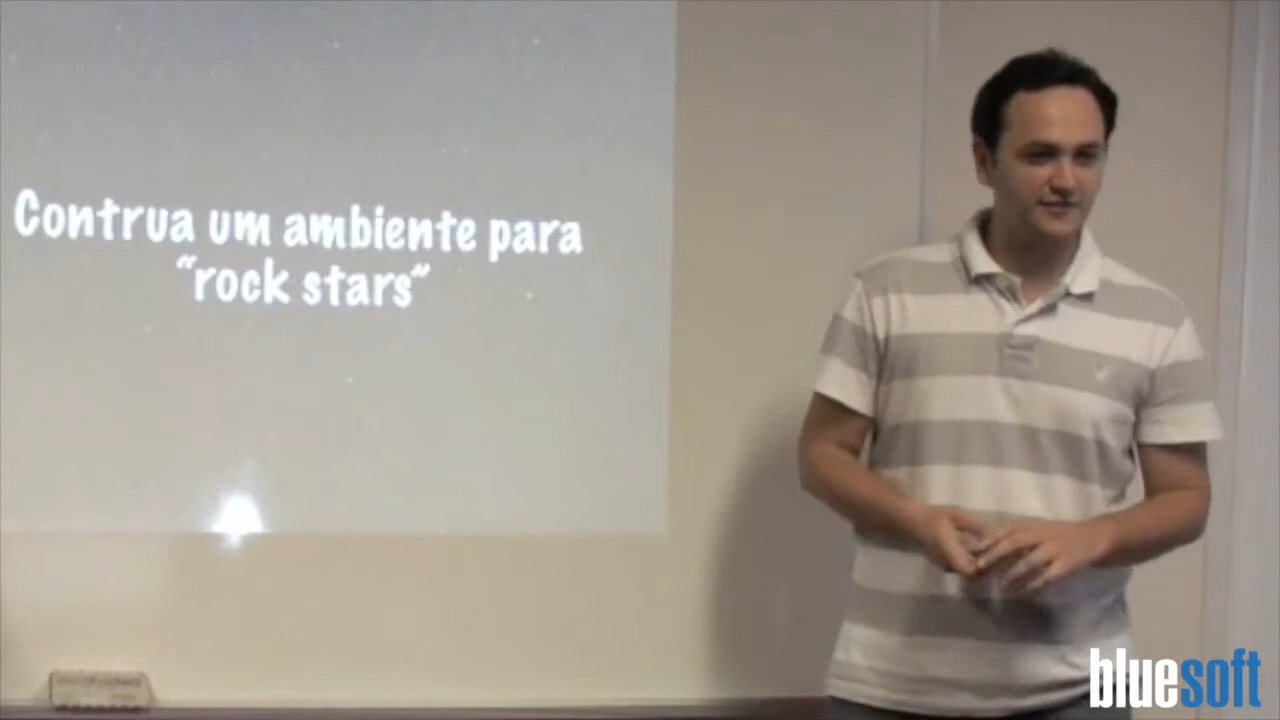 Contrua um ambiente para
“rock stars”
bluesoft